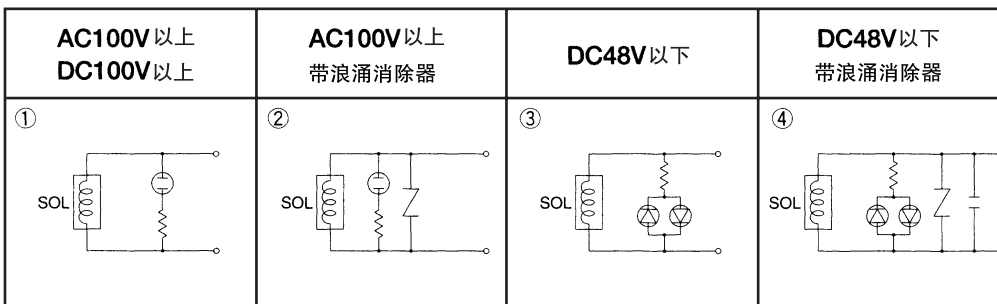 AC100V以上
DC100V以上
AC100V以上
带浪涌消除器
DC48V以下
DC48V以下
带浪涌消除器
①
②
③
④
SOL
SOL
SOL
SOL